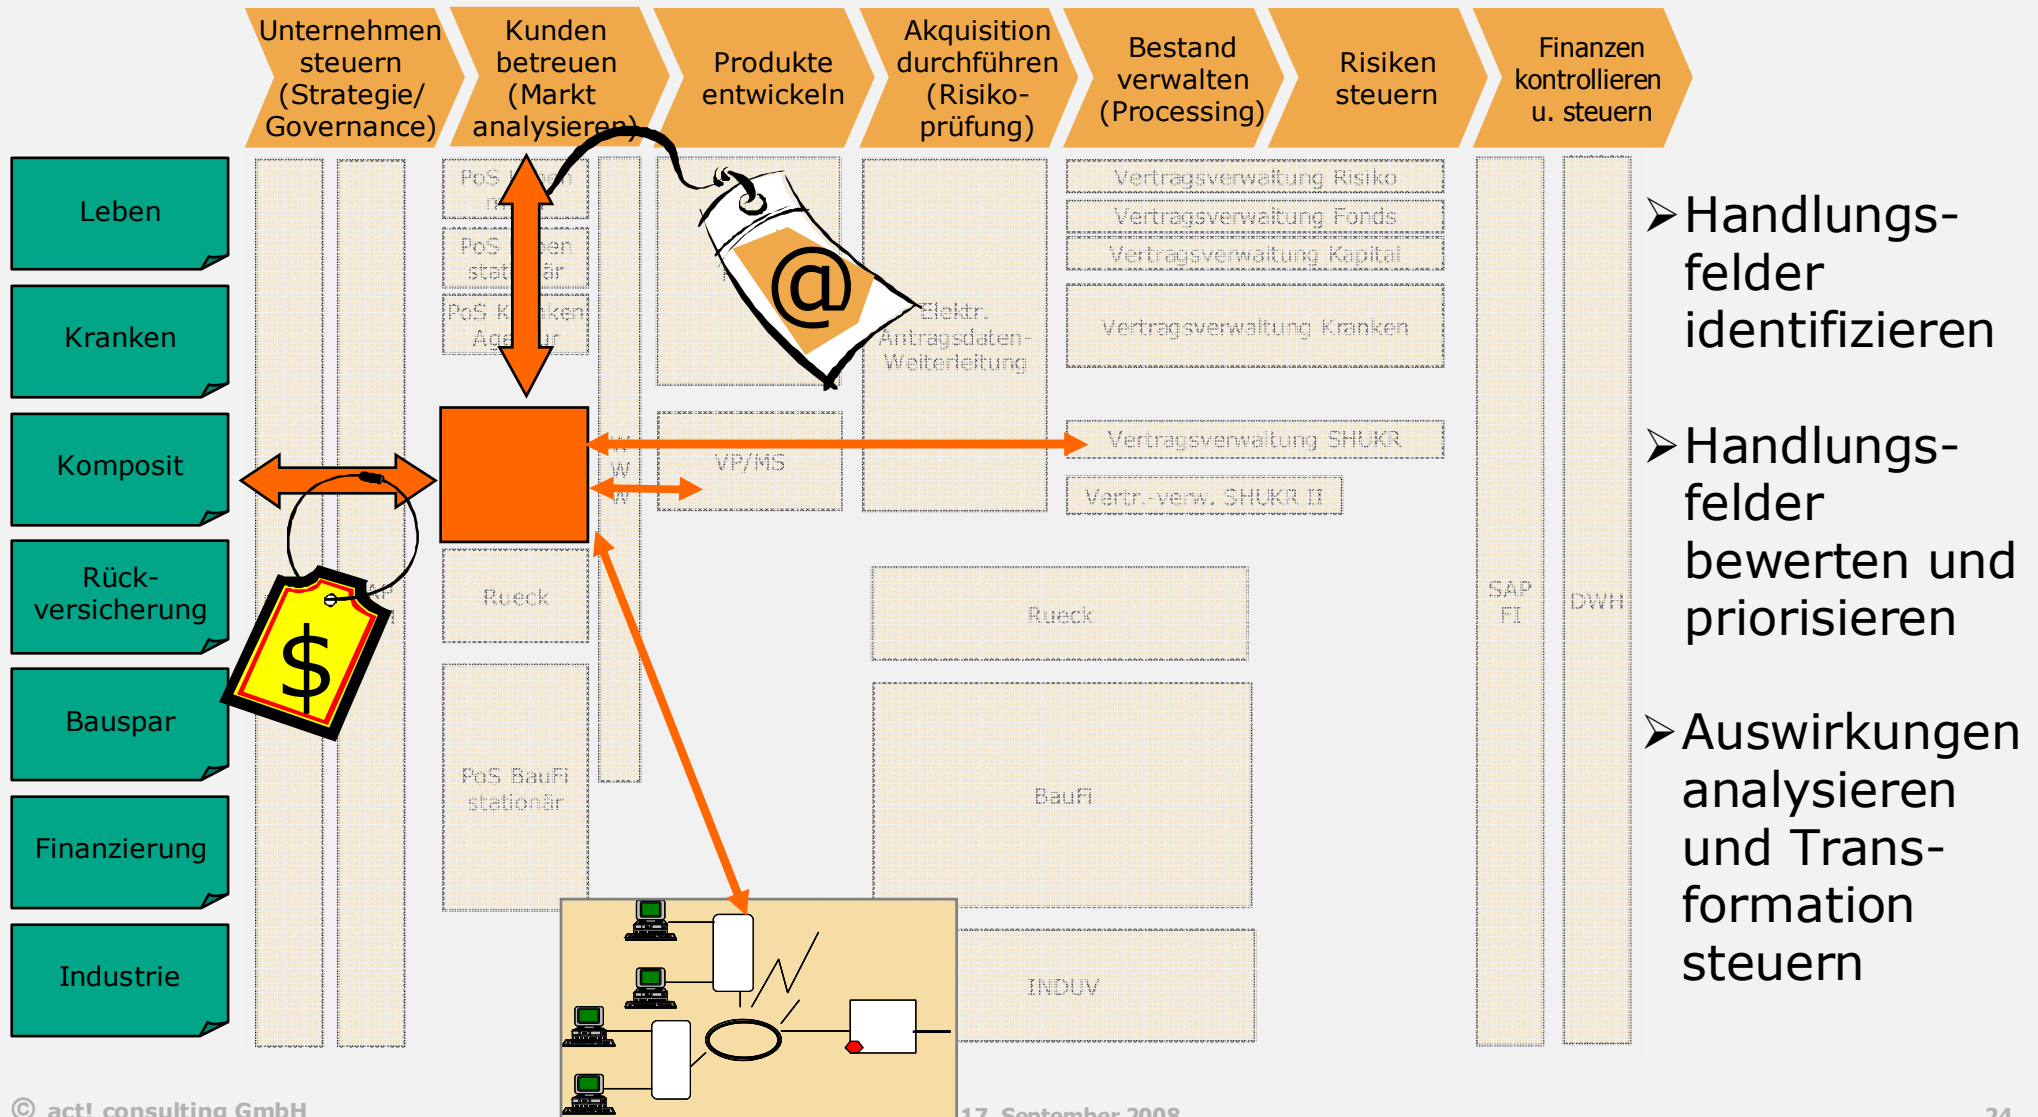 Unternehmen
steuern
(Strategie/
Governance)
Kunden
betreuen
(Markt
analysieren)
Produkte
entwickeln
Akquisition
durchführen
(Risiko-
prüfung)
Bestand
verwalten
(Processing)
Risiken
steuern
Finanzen
kontrollieren
u. steuern
Leben
Kranken
Komposit
Rück-
versicherung
Bauspar
Finanzierung
Industrie
PoS
PoS
PoS
Rueck
PoS BauFi
stationär
W
W
VP/MS
Elektr.
Antragsdaten-
Weiterleitung
Vertragsverwaltung Risiko
Vertragsverwaltung Fonds
Vertragsverwaltung Kapital
Vertragsverwaltung Kranken
Vertragsverwaltung SHUKR
Vertr.-verw. SHUKR II
Rueck
BauFi
INDUV
SAP
FI
DWH
@
$
➢Handlungs-
felder
identifizieren
➢Handlungs-
felder
bewerten und
priorisieren
➢Auswirkungen
analysieren
und Trans-
formation
steuern
© act! consulting GmbH
17. September 2008
24